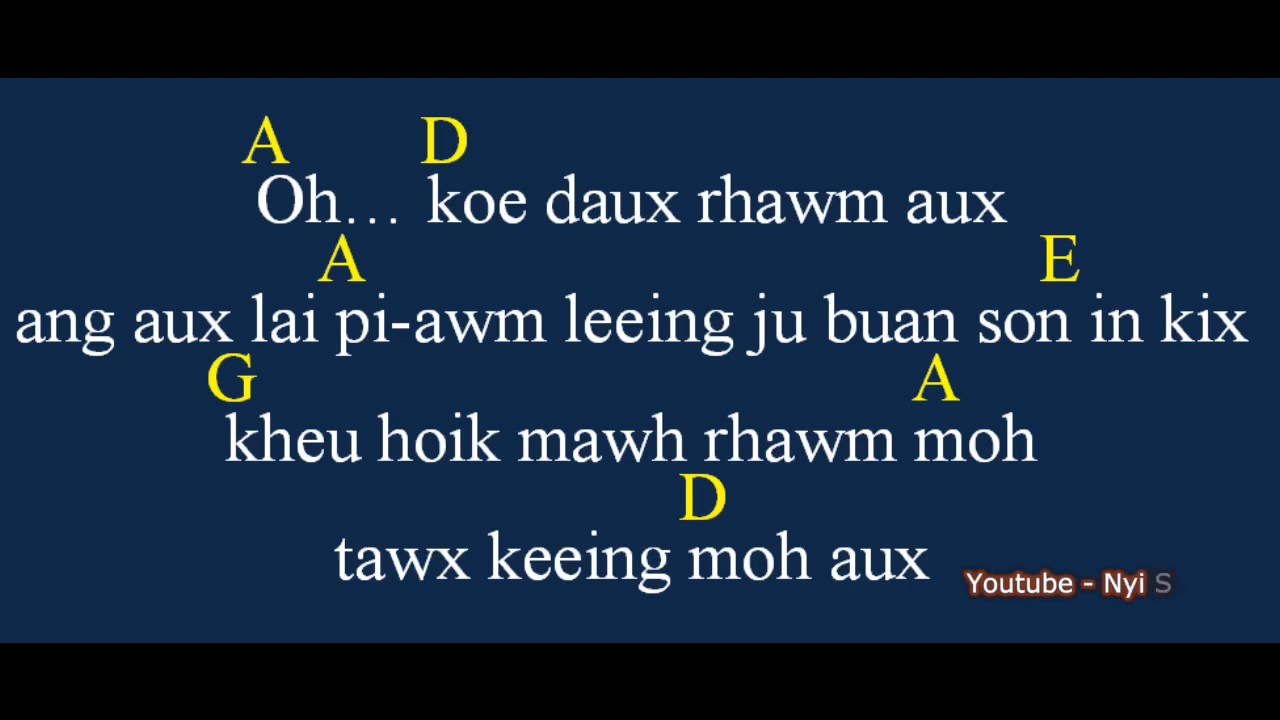 A D
Oh... koe daux rhawm aux
A E
ang aux lai pi-awm leeing ju buan son in kix
G A
kheu hoik mawh rhawm moh
D
tawx keeing moh aux
Youtube - Nyi S